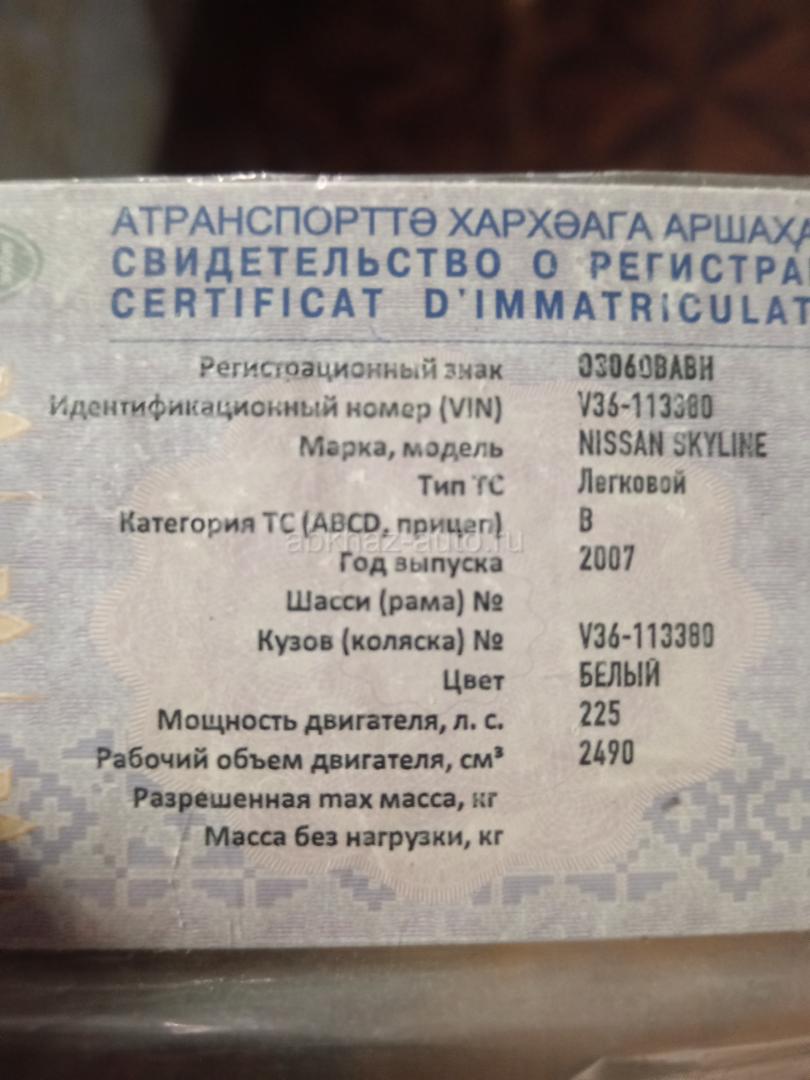 АТРАНСПОРТТӘ ХАРХӘАГА АРШАҲА
СВИДЕТЕЛЬСТВО О РЕГИСТРА
CERTIFICAT D'IMMATRICULAT
Регистрационный знак
Идентификационный номер (VIN) V36-113380
Марка, модель NISSAN SKYLINE
Тип ТС Легковой
Категория ТС (ABCD, прицеп) B
abkhaz-auto.ru
Год выпуска 2007
Шасси (рама) №
Кузов (коляска) № V36-113380
Цвет БЕЛЫЙ
Мощность двигателя, л. с. 225
Рабочий объем двигателя, см³ 2490
Разрешенная max масса, кг
Масса без нагрузки, кг